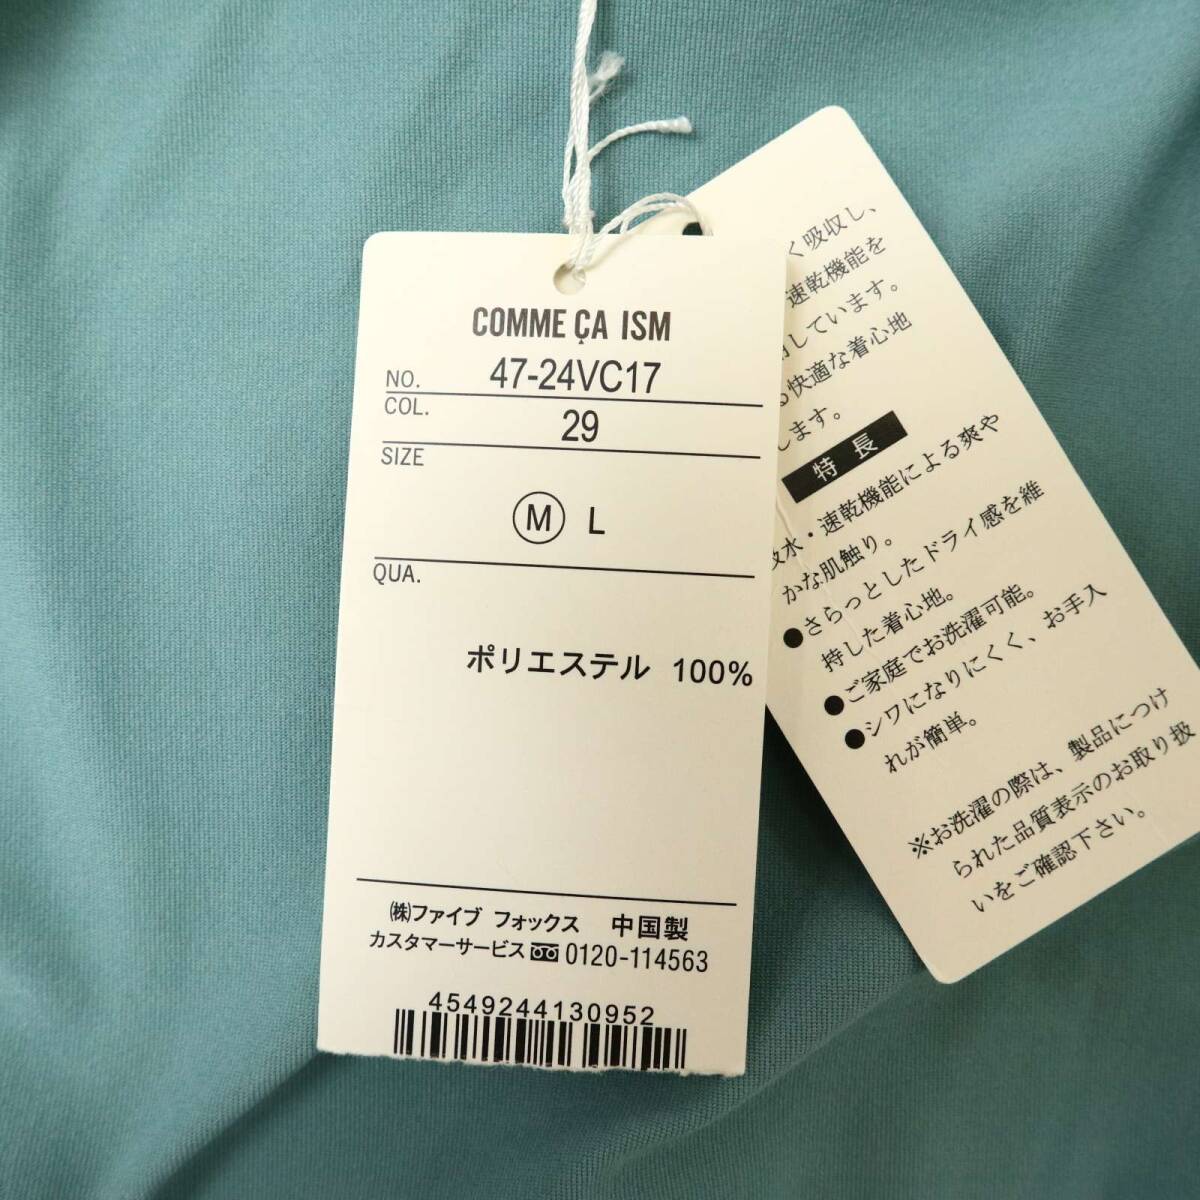 COMME ÇA ISM
NO. 47-24VC17
COL. 29
SIZE
M L
QUA.
ポリエステル 100%
㈱ファイブ フォックス 中国製
カスタマーサービス 0120-114563
4549244130952
く吸収し、
速乾機能を
しています。
快適な着心地
します。
特長
水・速乾機能による爽や
かな肌触り。
●さらっとしたドライ感を維
持した着心地。
●ご家庭でお洗濯可能。
●シワになりにくく、お手入
れが簡単。
※お洗濯の際は、製品につけ
られた品質表示のお取り扱
いをご確認下さい。